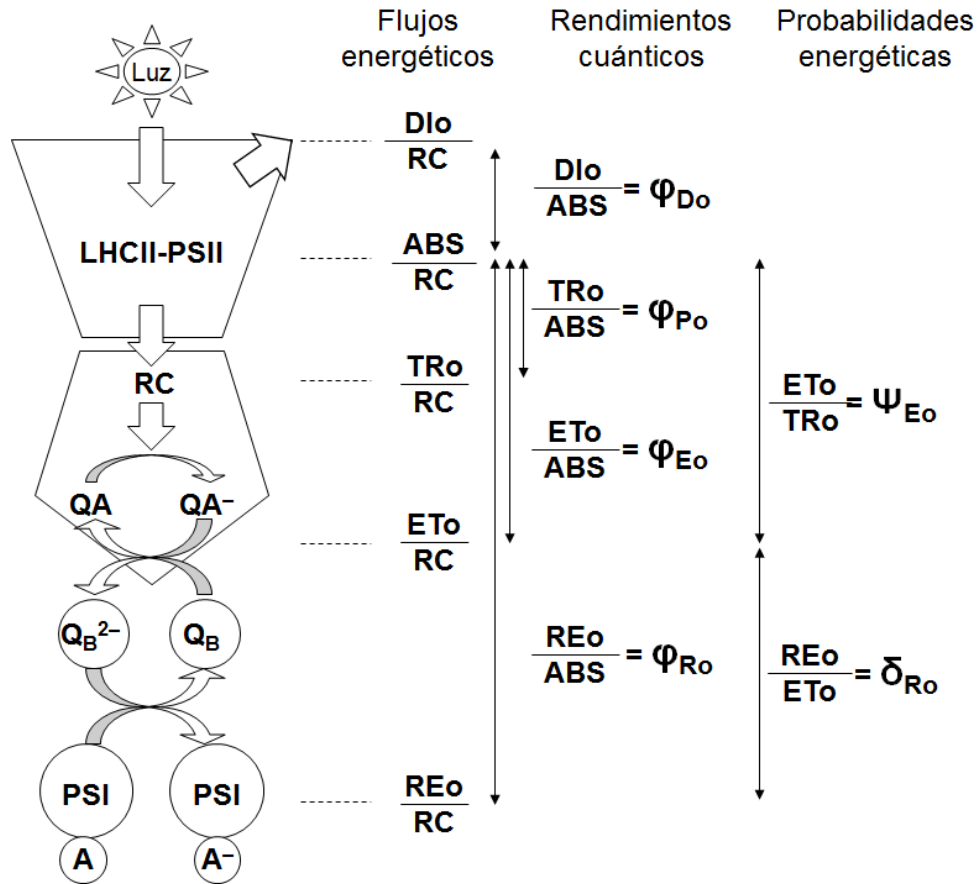 Flujos
energéticos
Rendimientos
cuánticos
Probabilidades
energéticas
Luz
DIo
RC
DIo
ABS
= φDo
LHCII-PSII
ABS
RC
TRo
ABS
= φPo
RC
TRo
RC
ETo
TRo
= ΨEo
ETo
ABS
= φEo
QA
QA–
ETo
RC
QB2–
QB
REo
ABS
= φRo
REo
ETo
= δRo
PSI
PSI
REo
RC
A
A–